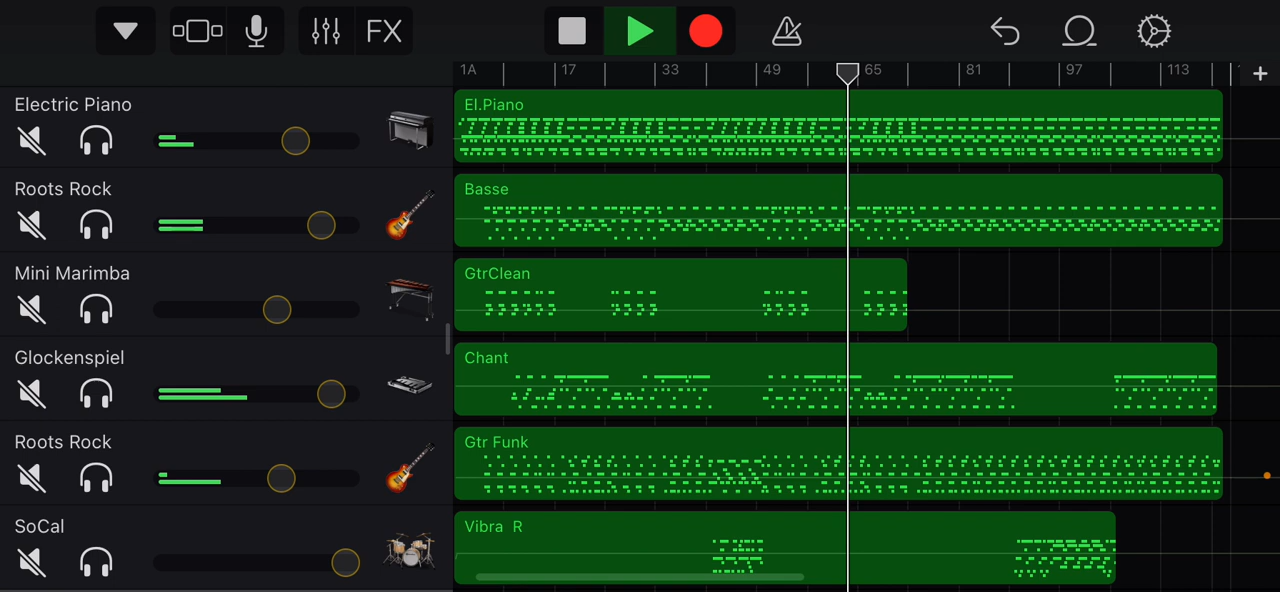 FX
1A 17 33 49 65 81 97 113
Electric Piano
El.Piano
Roots Rock
Basse
Mini Marimba
GtrClean
Glockenspiel
Chant
Roots Rock
Gtr Funk
SoCal
Vibra R